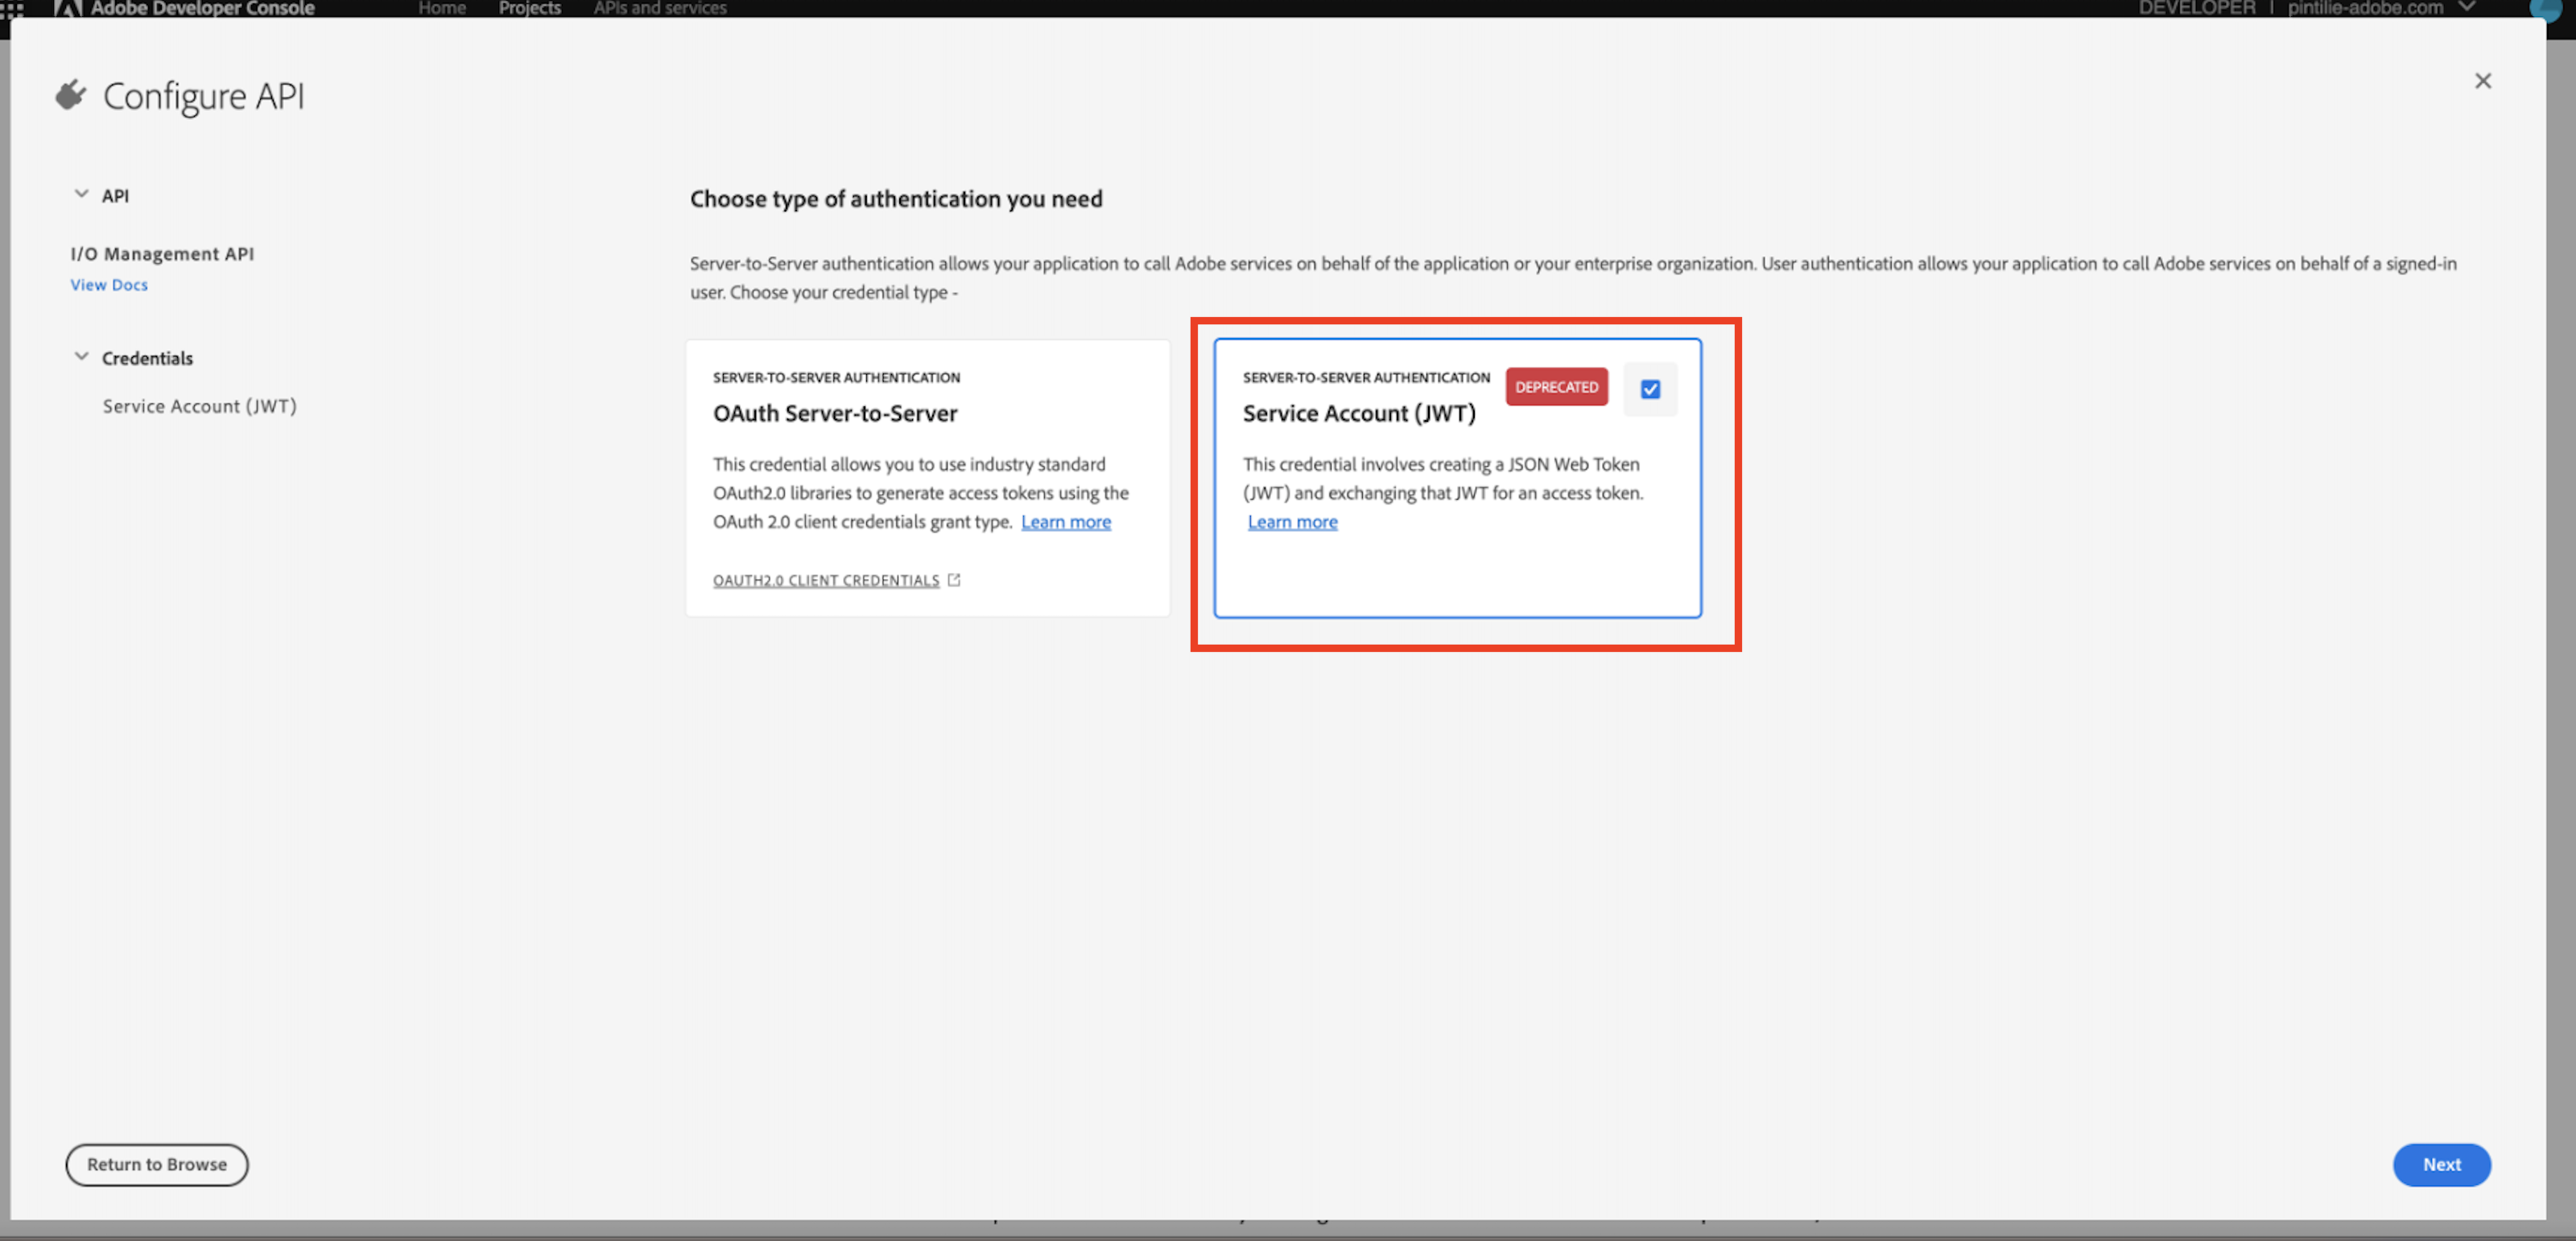 Adobe Developer Console
Home
Projects
APIs and services
DEVELOPER | pintilie-adobe.com
Configure API
API
I/O Management API
View Docs
Credentials
Service Account (JWT)
Choose type of authentication you need
Server-to-Server authentication allows your application to call Adobe services on behalf of the application or your enterprise organization. User authentication allows your application to call Adobe services on behalf of a signed-in
user. Choose your credential type -
SERVER-TO-SERVER AUTHENTICATION
OAuth Server-to-Server
This credential allows you to use industry standard
OAuth2.0 libraries to generate access tokens using the
OAuth 2.0 client credentials grant type. Learn more
OAUTH2.0 CLIENT CREDENTIALS
SERVER-TO-SERVER AUTHENTICATION
DEPRECATED
Service Account (JWT)
This credential involves creating a JSON Web Token
(JWT) and exchanging that JWT for an access token.
Learn more
Return to Browse
Next